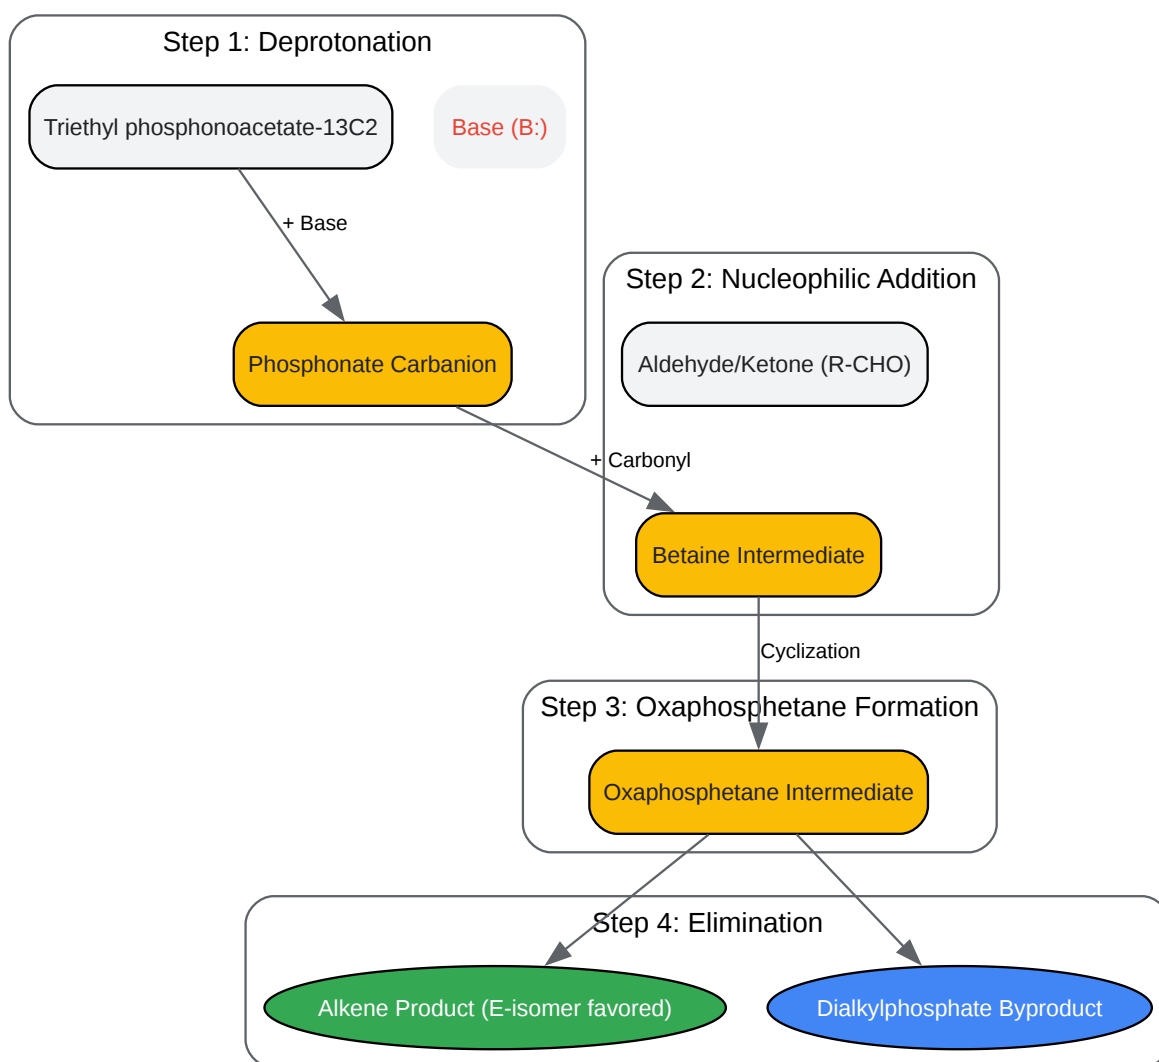 Step 1: Deprotonation
Triethyl phosphonoacetate-13C2
Base (B:)
+ Base
Phosphonate Carbanion
Step 2: Nucleophilic Addition
Aldehyde/Ketone (R-CHO)
+ Carbonyl
Betaine Intermediate
Cyclization
Step 3: Oxaphosphetane Formation
Oxaphosphetane Intermediate
Step 4: Elimination
Alkene Product (E-isomer favored)
Dialkylphosphate Byproduct